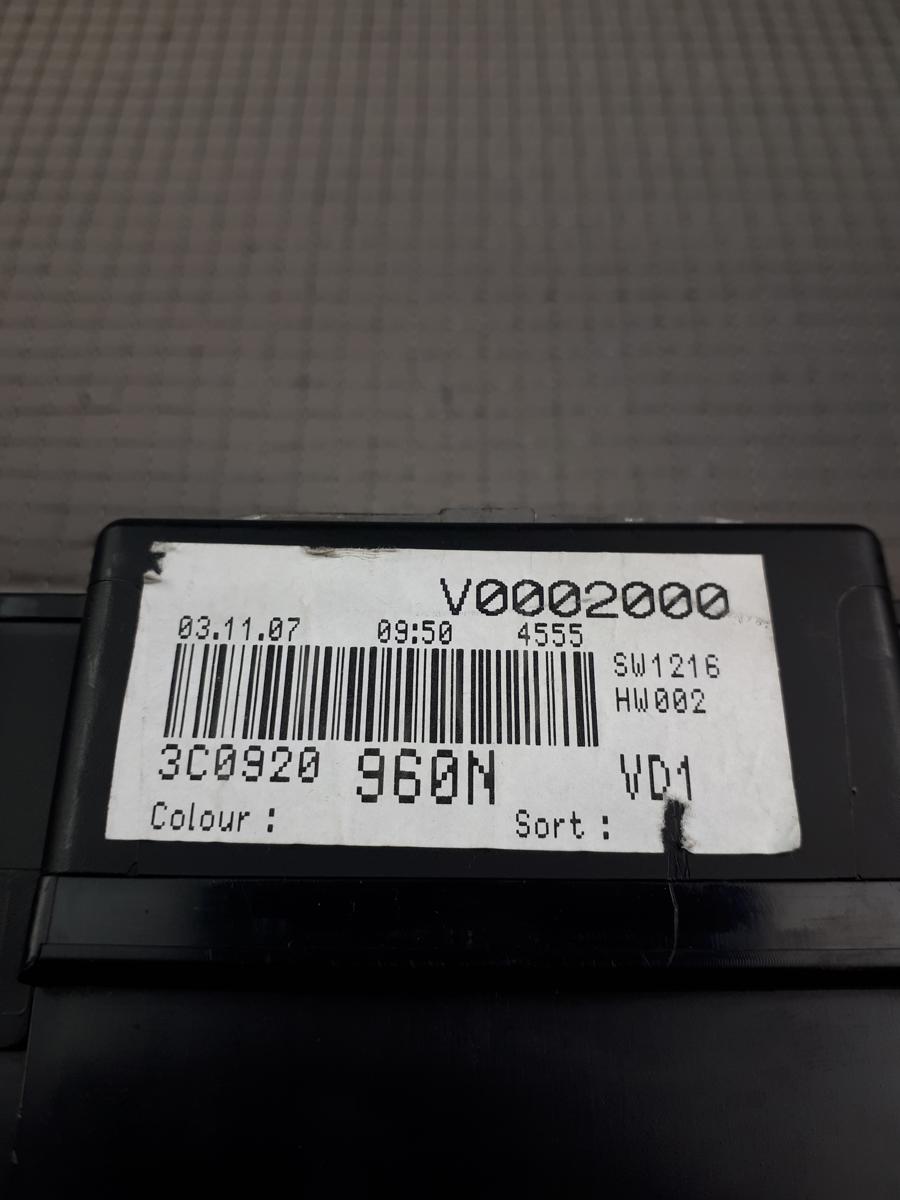 V0002000
03.11.07 09:50 4555
SW1216
HW002
3C0920 960N VD1
Colour : Sort :